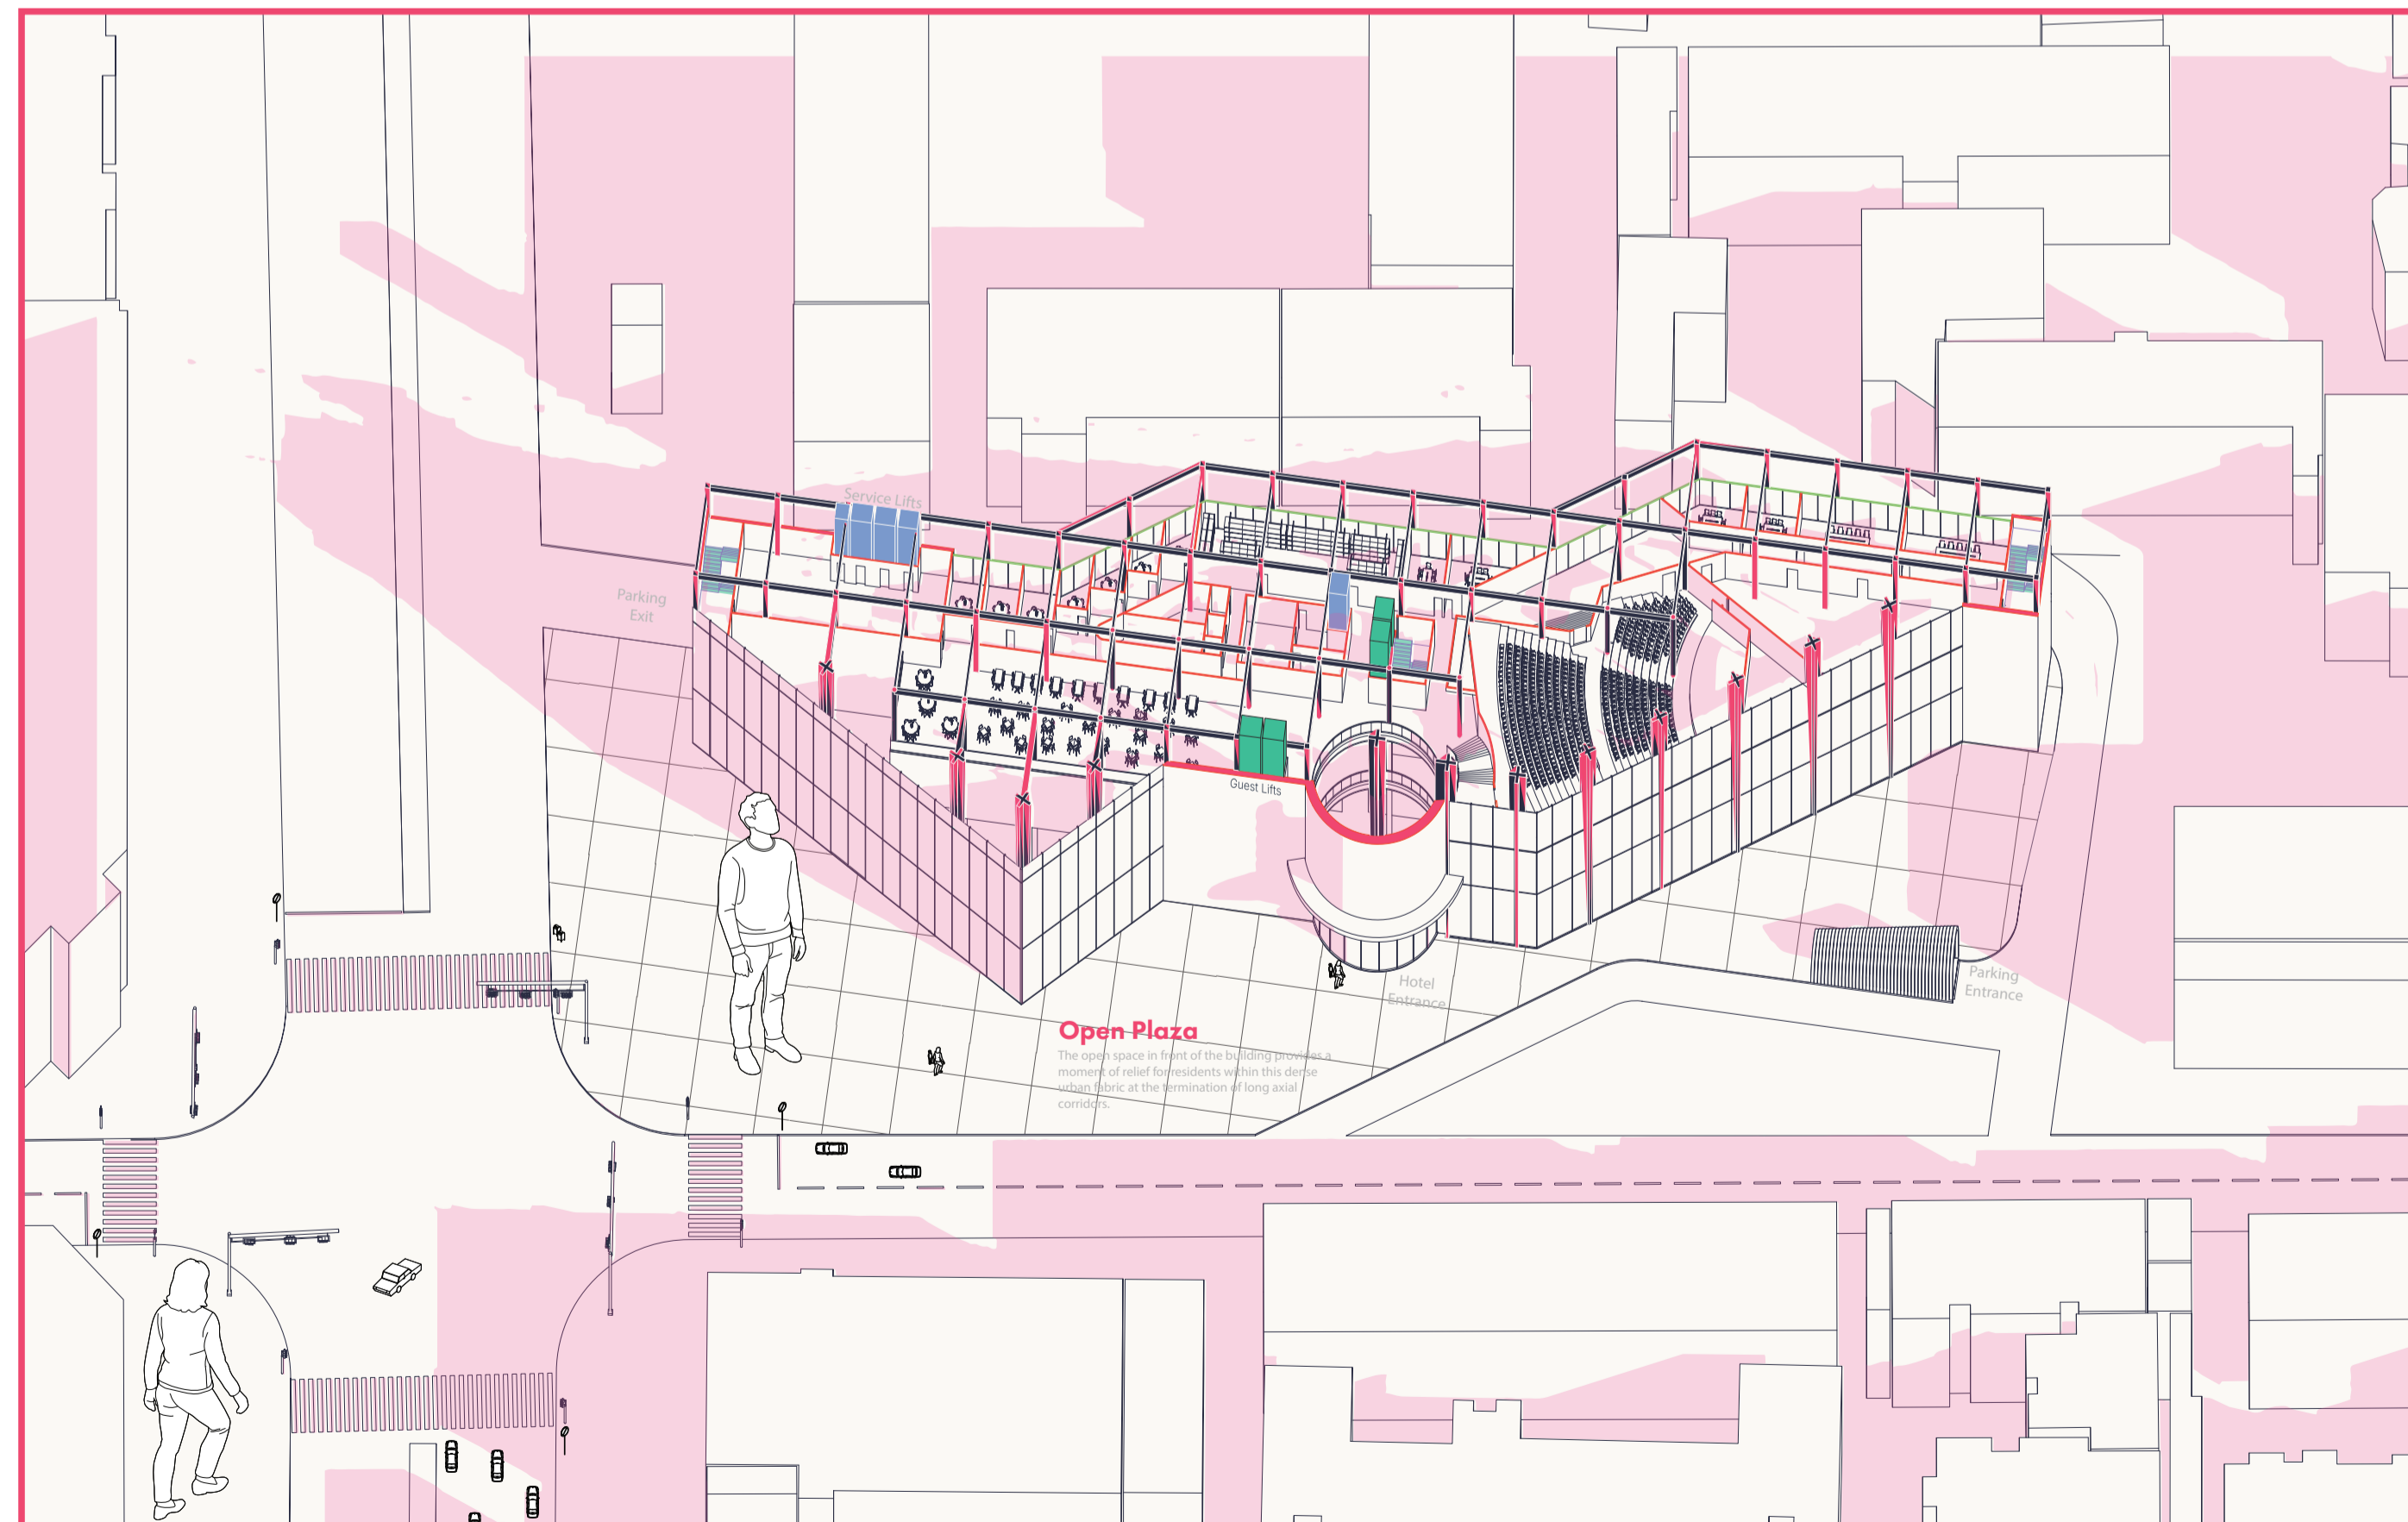 Service Lifts
Parking
Exit
Guest Lifts
Hotel
Entrance
Parking
Entrance
Open Plaza
The open space in front of the building provides a
moment of relief for residents within this dense
urban fabric at the termination of long axial
corridors.